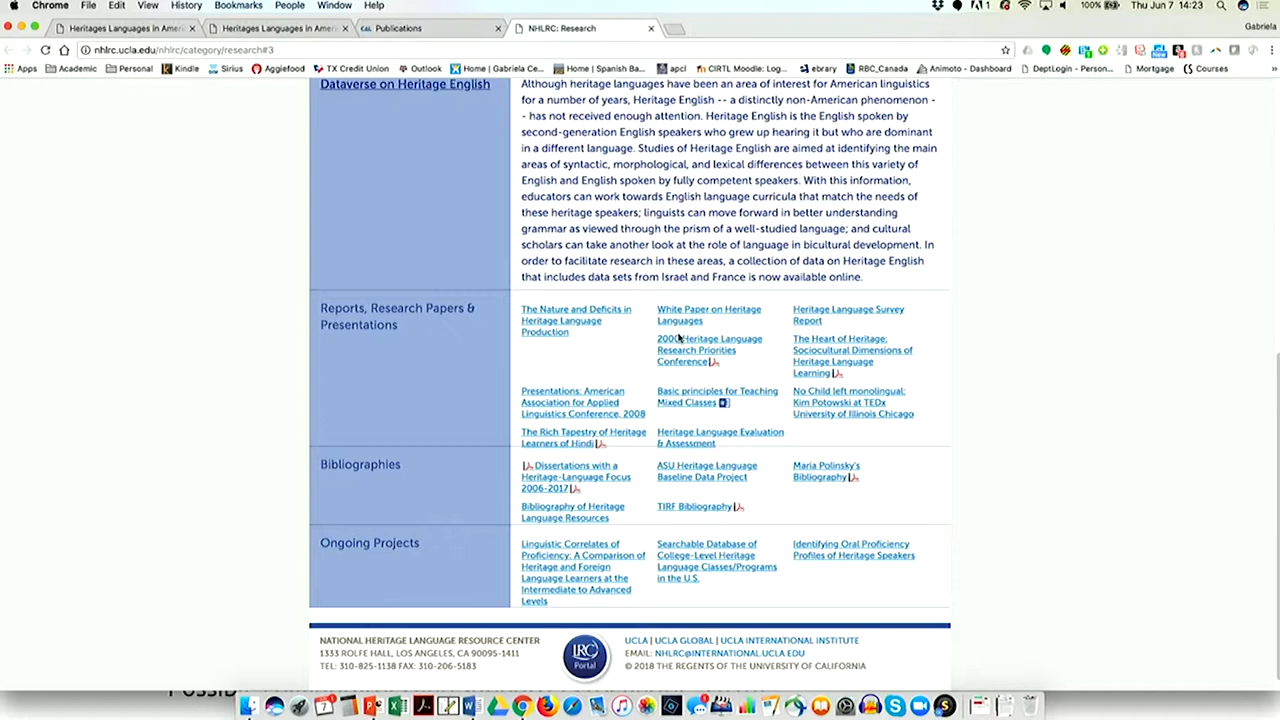 Chrome File Edit View History Bookmarks People Window Help 100% Thu Jun 7 14:23
Heritages Languages in Ameri
Heritages Languages in Ameri
Publications
NHLRC: Research
Gabriela
nhlrc.ucla.edu/nhlrc/category/research#3
Apps Academic Personal Kindle Sirius Aggiefood TX Credit Union Outlook Home | Gabriela Ce... Home | Spanish Ba... apcl CIRTL Moodle: Log... ebrary RBC_Canada Animoto - Dashboard DeptLogin - Person... Mortgage Courses
Dataverse on Heritage English
Although heritage languages have been an area of interest for American linguistics
for a number of years, Heritage English -- a distinctly non-American phenomenon -
- has not received enough attention. Heritage English is the English spoken by
second-generation English speakers who grew up hearing it but who are dominant
in a different language. Studies of Heritage English are aimed at identifying the main
areas of syntactic, morphological, and lexical differences between this variety of
English and English spoken by fully competent speakers. With this information,
educators can work towards English language curricula that match the needs of
these heritage speakers; linguists can move forward in better understanding
grammar as viewed through the prism of a well-studied language; and cultural
scholars can take another look at the role of language in bicultural development. In
order to facilitate research in these areas, a collection of data on Heritage English
that includes data sets from Israel and France is now available online.
Reports, Research Papers &
Presentations
The Nature and Deficits in
Heritage Language
Production
White Paper on Heritage
Languages
Heritage Language Survey
Report
Heritage Language
Research Priorities
Conference
The Heart of Heritage:
Sociocultural Dimensions of
Heritage Language
Learning
Presentations: American
Association for Applied
Linguistics Conference, 2008
Basic principles for Teaching
Mixed Classes
No Child left monolingual:
Kim Potowski at TEDx
University of Illinois Chicago
The Rich Tapestry of Heritage
Learners of Hindi
Heritage Language Evaluation
& Assessment
Bibliographies
Dissertations with a
Heritage-Language Focus
2006-2017
ASU Heritage Language
Baseline Data Project
Maria Polinsky's
Bibliography
Bibliography of Heritage
Language Resources
TIRF Bibliography
Ongoing Projects
Linguistic Correlates of
Proficiency: A Comparison of
Heritage and Foreign
Language Learners at the
Intermediate to Advanced
Levels
Searchable Database of
College-Level Heritage
Language Classes/Programs
in the U.S.
Identifying Oral Proficiency
Profiles of Heritage Speakers
NATIONAL HERITAGE LANGUAGE RESOURCE CENTER
1333 ROLFE HALL, LOS ANGELES, CA 90095-1411
TEL: 310-825-1138 FAX: 310-206-5183
LRC
Portal
UCLA | UCLA GLOBAL | UCLA INTERNATIONAL INSTITUTE
EMAIL: NHLRC@INTERNATIONAL.UCLA.EDU
© 2018 THE REGENTS OF THE UNIVERSITY OF CALIFORNIA